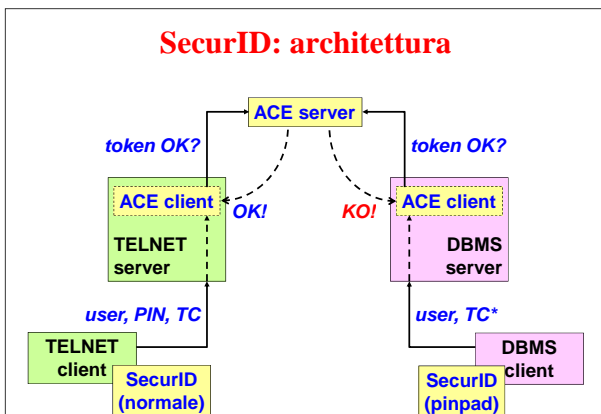 SecurID: architettura
ACE server
token OK?
token OK?
ACE client
OK!
KO!
ACE client
TELNET
server
DBMS
server
user, PIN, TC
user, TC*
TELNET
client
SecurID
(normale)
SecurID
(pinpad)
DBMS
client